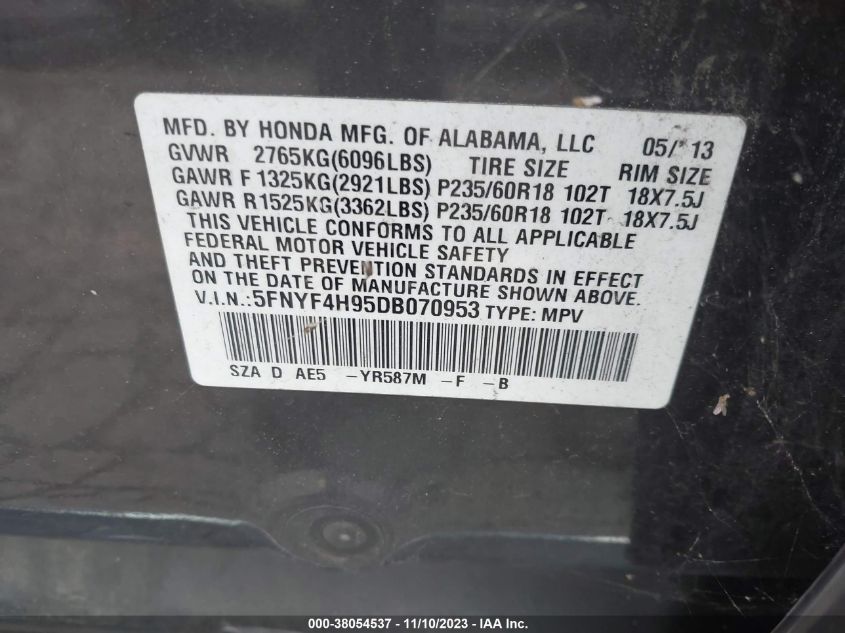 MFD. BY HONDA MFG. OF ALABAMA, LLC 05/ 13
GVWR 2765KG(6096LBS) TIRE SIZE RIM SIZE
GAWR F 1325KG(2921LBS) P235/60R18 102T 18X7.5J
GAWR R1525KG(3362LBS) P235/60R18 102T 18X7.5J
THIS VEHICLE CONFORMS TO ALL APPLICABLE
FEDERAL MOTOR VEHICLE SAFETY
AND THEFT PREVENTION STANDARDS IN EFFECT
ON THE DATE OF MANUFACTURE SHOWN ABOVE.
V.I.N.:5FNYF4H95DB070953 TYPE: MPV
SZA D AE5 -YR587M -F -B
000-38054537 - 11/10/2023 - IAA Inc.